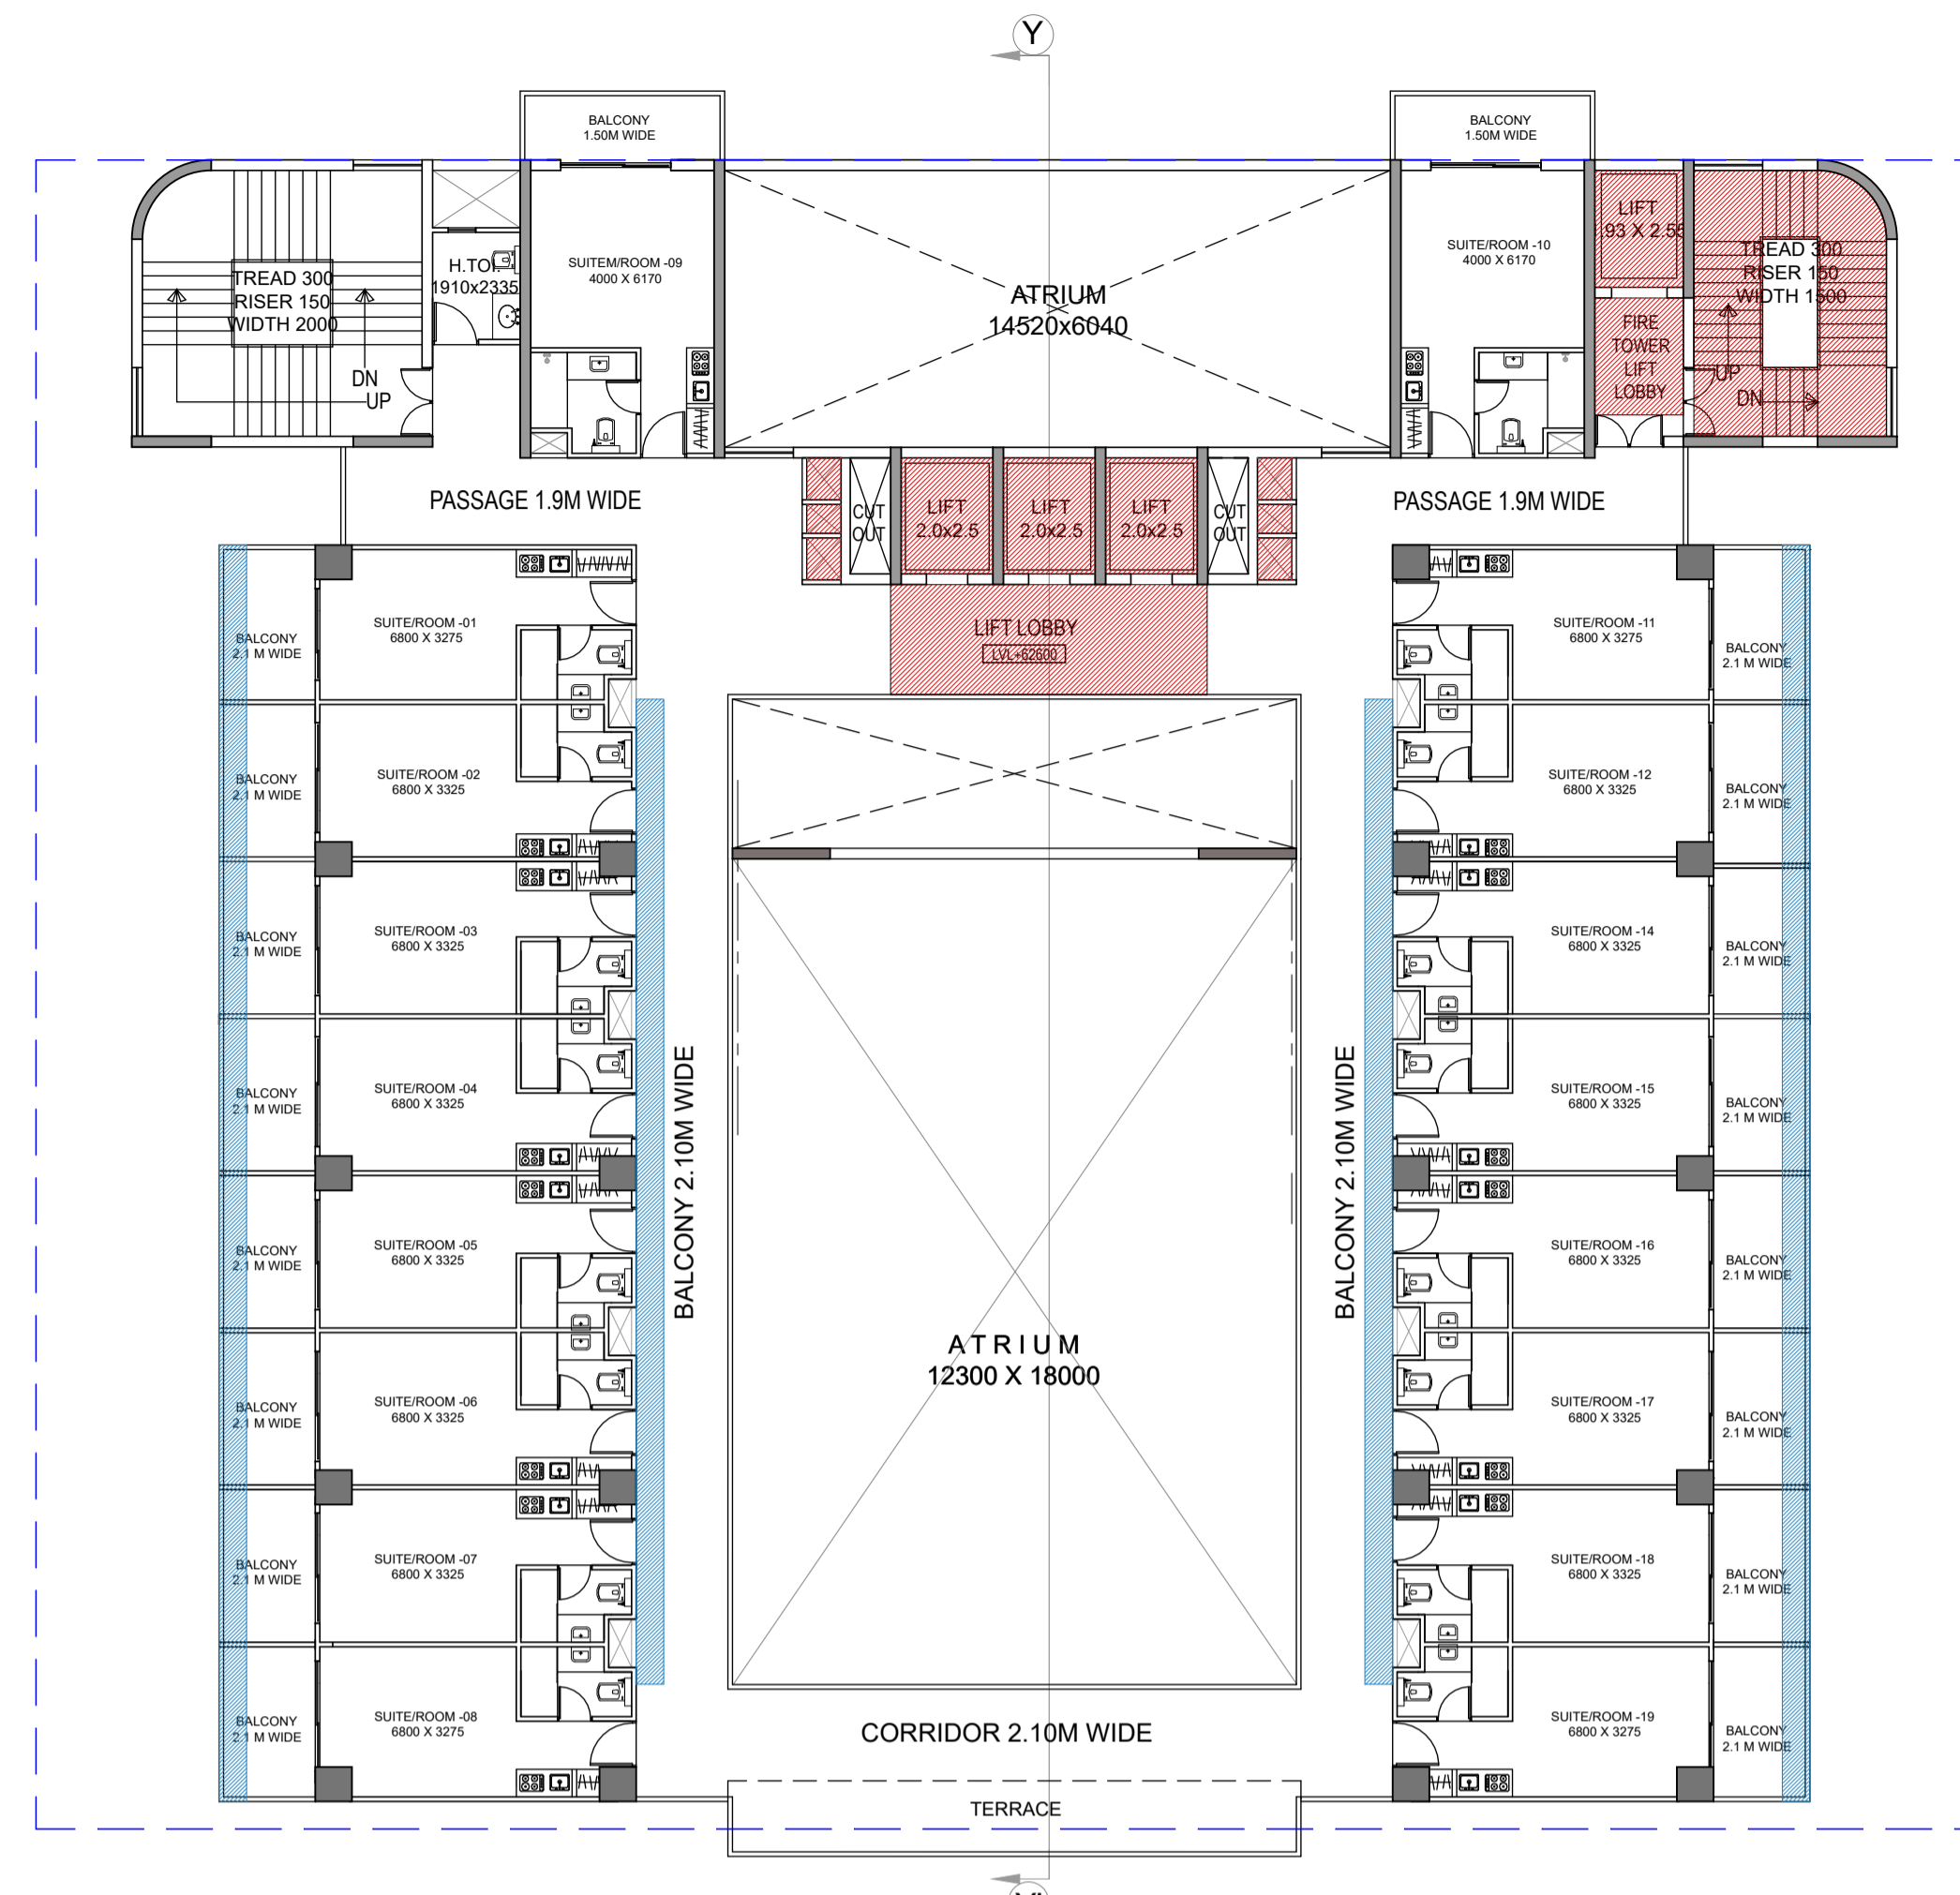 Y
BALCONY
1.50M WIDE
BALCONY
1.50M WIDE
TREAD 300
RISER 150
WIDTH 2000
DN
UP
H.TOI.
1910x2335
SUITEM/ROOM -09
4000 X 6170
ATRIUM
14520x6040
SUITE/ROOM -10
4000 X 6170
LIFT
.93 X 2.55
FIRE
TOWER
LIFT
LOBBY
TREAD 300
RISER 150
WIDTH 1500
UP
DN
PASSAGE 1.9M WIDE
CUT
OUT
LIFT
2.0x2.5
LIFT
2.0x2.5
LIFT
2.0x2.5
CUT
OUT
PASSAGE 1.9M WIDE
LIFT LOBBY
LVL+62600
BALCONY
2.1 M WIDE
SUITE/ROOM -01
6800 X 3275
BALCONY
2.1 M WIDE
SUITE/ROOM -02
6800 X 3325
BALCONY
2.1 M WIDE
SUITE/ROOM -03
6800 X 3325
BALCONY
2.1 M WIDE
SUITE/ROOM -04
6800 X 3325
BALCONY
2.1 M WIDE
SUITE/ROOM -05
6800 X 3325
BALCONY
2.1 M WIDE
SUITE/ROOM -06
6800 X 3325
BALCONY
2.1 M WIDE
SUITE/ROOM -07
6800 X 3325
BALCONY
2.1 M WIDE
SUITE/ROOM -08
6800 X 3275
BALCONY 2.10M WIDE
ATRIUM
12300 X 18000
BALCONY 2.10M WIDE
SUITE/ROOM -11
6800 X 3275
BALCONY
2.1 M WIDE
SUITE/ROOM -12
6800 X 3325
BALCONY
2.1 M WIDE
SUITE/ROOM -14
6800 X 3325
BALCONY
2.1 M WIDE
SUITE/ROOM -15
6800 X 3325
BALCONY
2.1 M WIDE
SUITE/ROOM -16
6800 X 3325
BALCONY
2.1 M WIDE
SUITE/ROOM -17
6800 X 3325
BALCONY
2.1 M WIDE
SUITE/ROOM -18
6800 X 3325
BALCONY
2.1 M WIDE
SUITE/ROOM -19
6800 X 3275
BALCONY
2.1 M WIDE
CORRIDOR 2.10M WIDE
TERRACE